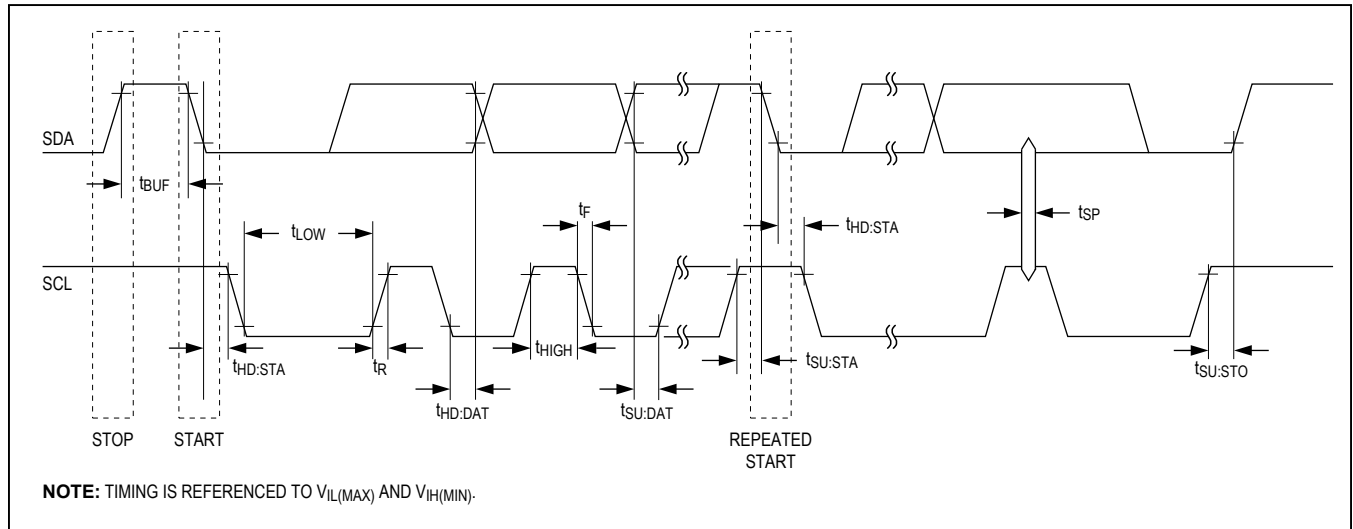 SDA
tBUF
tF
tSP
tLOW
tHD:STA
SCL
tHD:STA
tR
tHIGH
tSU:STA
tSU:STO
tHD:DAT
tSU:DAT
STOP
START
REPEATED
START
NOTE: TIMING IS REFERENCED TO VIL(MAX) AND VIH(MIN).